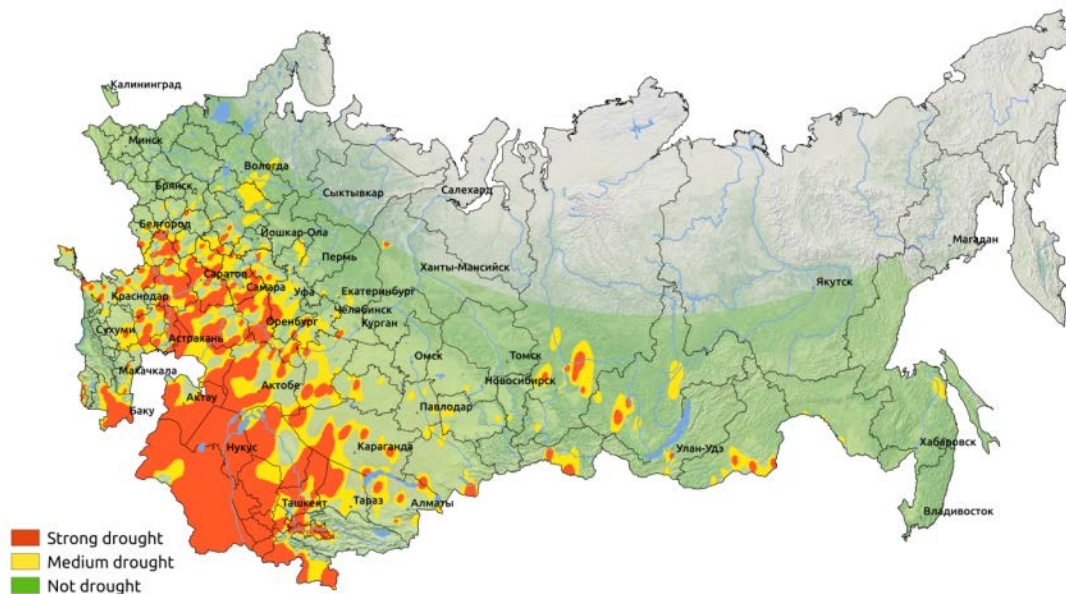 Калининград
Минск
Вологда
Брянск
Сыктывкар
Салехард
Белгород
Йошкар-Ола
Пермь
Магадан
Ханты-Мансийск
Саратов
Якутск
Самара
Уфа
Екатеринбург
Краснодар
Челябинск
Оренбург
Курган
Сухуми
Астрахань
Омск
Томск
Махачкала
Актобе
Новосибирск
Актау
Павлодар
Баку
Нукус
Караганда
Улан-Удэ
Хабаровск
Ташкент
Тараз
Алматы
Владивосток
Strong drought
Medium drought
Not drought